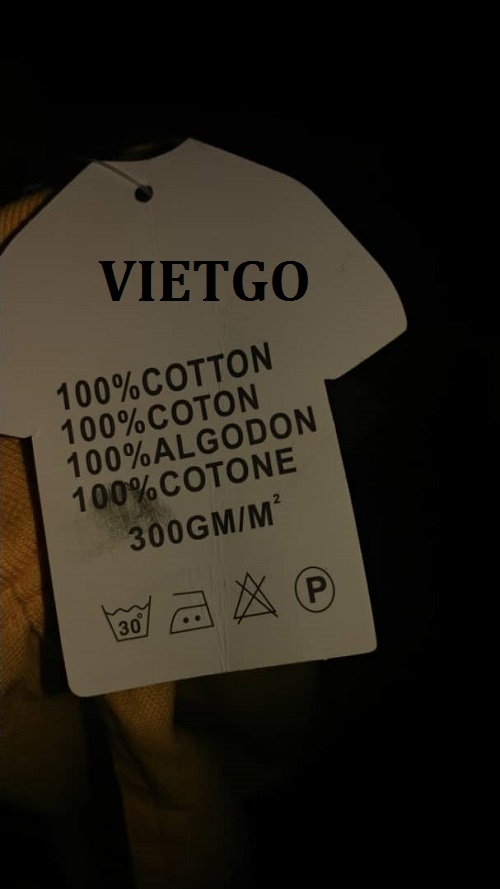 VIETGO
100%COTTON
100%COTON
100%ALGODON
100%COTONE
300GM/M²
30°
P